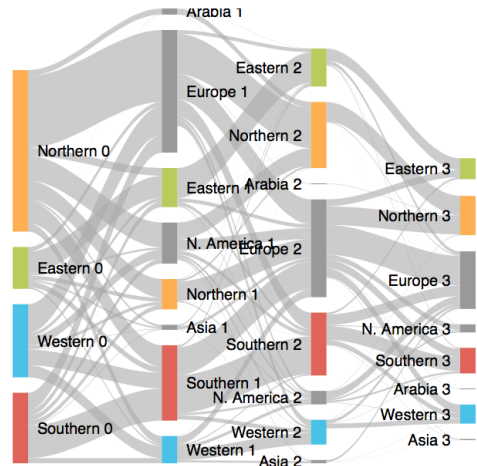 Arabia 1
Eastern 2
Europe 1
Northern 2
Northern 0
Eastern 3
Eastern 1
Arabia 2
Northern 3
N. America 1
Europe 2
Eastern 0
Europe 3
Northern 1
Asia 1
N. America 3
Western 0
Southern 2
Southern 3
Southern 1
Arabia 3
N. America 2
Western 3
Southern 0
Western 2
Asia 3
Western 1
Asia 2